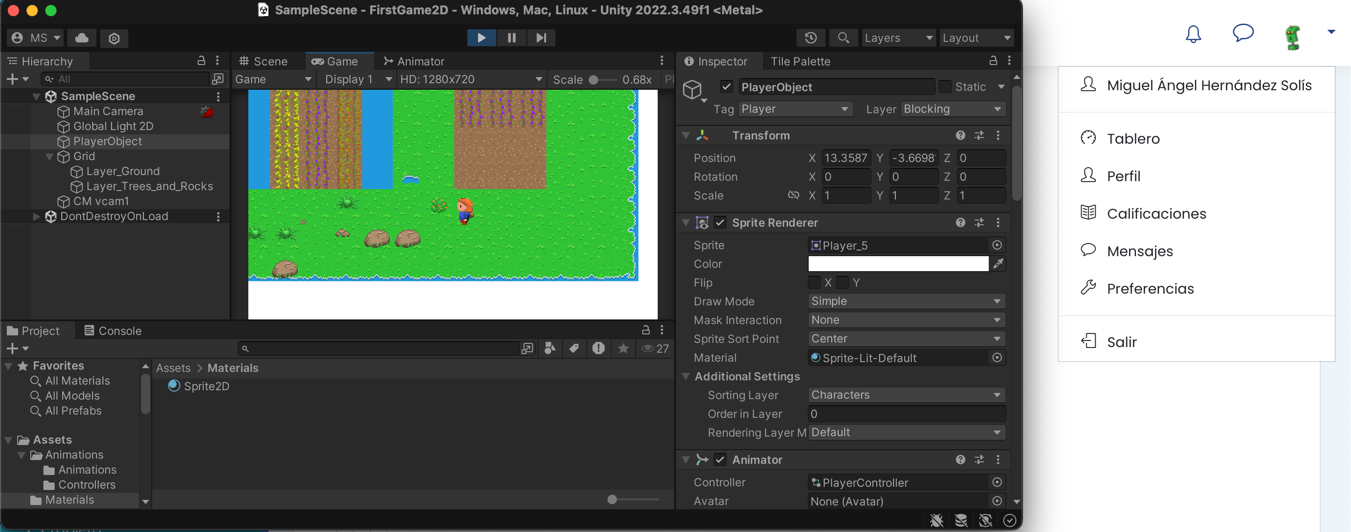 SampleScene - FirstGame2D - Windows, Mac, Linux - Unity 2022.3.49f1 <Metal>
MS
Layers
Layout
Hierarchy
All
SampleScene
Main Camera
Global Light 2D
PlayerObject
Grid
Layer_Ground
Layer_Trees_and_Rocks
CM vcam1
DontDestroyOnLoad
Scene
Game
Animator
Game
Display 1
HD: 1280x720
Scale
0.68x
Inspector
Tile Palette
PlayerObject
Static
Tag
Player
Layer
Blocking
Transform
Position X 13.3587 Y -3.6698 Z 0
Rotation X 0 Y 0 Z 0
Scale X 1 Y 1 Z 1
Sprite Renderer
Sprite
Player_5
Color
Flip X Y
Draw Mode
Simple
Mask Interaction
None
Sprite Sort Point
Center
Material
Sprite-Lit-Default
Additional Settings
Sorting Layer
Characters
Order in Layer
0
Rendering Layer M
Default
Animator
Controller
PlayerController
Avatar
None (Avatar)
Project
Console
27
Favorites
All Materials
All Models
All Prefabs
Assets
Animations
Animations
Controllers
Materials
Assets > Materials
Sprite2D
Miguel Ángel Hernández Solís
Tablero
Perfil
Calificaciones
Mensajes
Preferencias
Salir